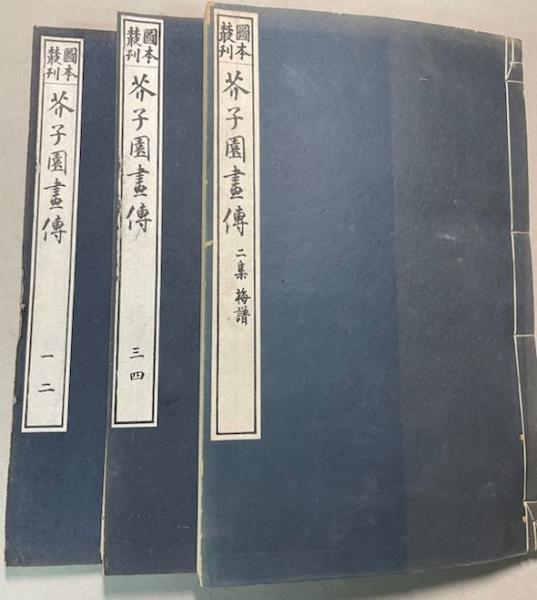 圖本
叢刊
芥子園畫傳
一二
圖本
叢刊
芥子園畫傳
三四
圖本
叢刊
芥子園畫傳
二集 梅譜